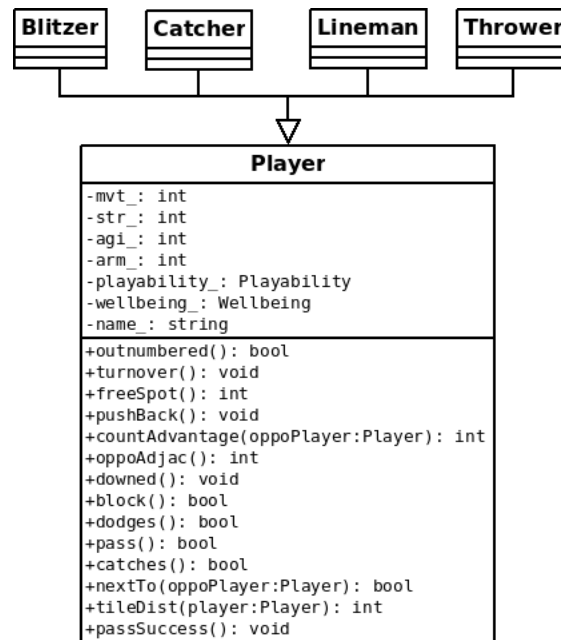 Blitzer
Catcher
Lineman
Thrower
Player
-mvt_: int
-str_: int
-agi_: int
-arm_: int
-playability_: Playability
-wellbeing_: Wellbeing
-name_: string
+outnumbered(): bool
+turnover(): void
+freeSpot(): int
+pushBack(): void
+countAdvantage(oppoPlayer:Player): int
+oppoAdjac(): int
+downed(): void
+block(): bool
+dodges(): bool
+pass(): bool
+catches(): bool
+nextTo(oppoPlayer:Player): bool
+tileDist(player:Player): int
+passSuccess(): void